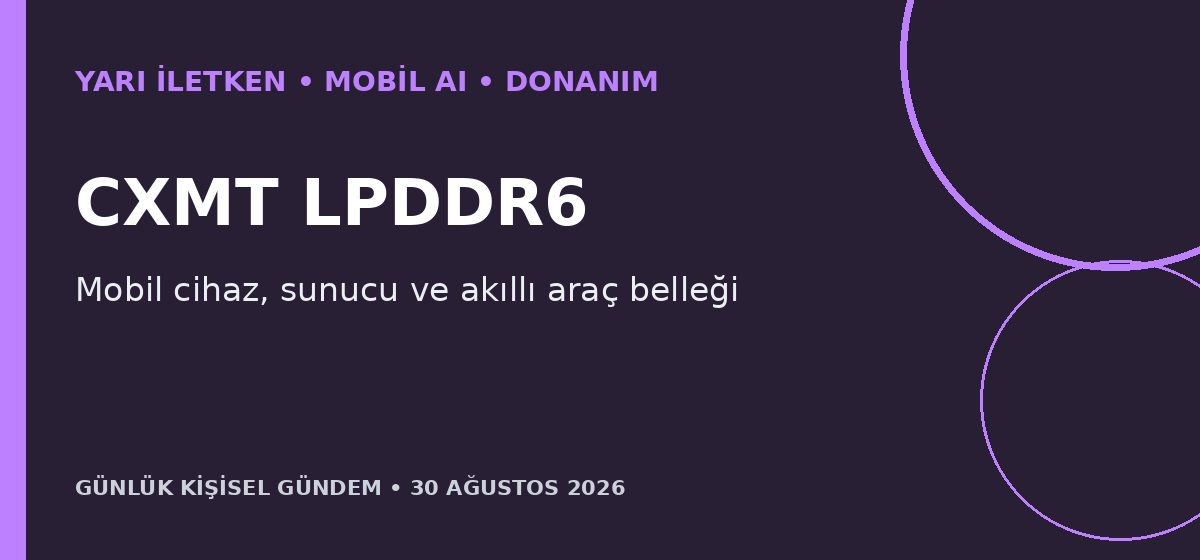 YARI İLETKEN • MOBİL AI • DONANIM
CXMT LPDDR6
Mobil cihaz, sunucu ve akıllı araç belleği
GÜNLÜK KİŞİSEL GÜNDEM • 30 AĞUSTOS 2026